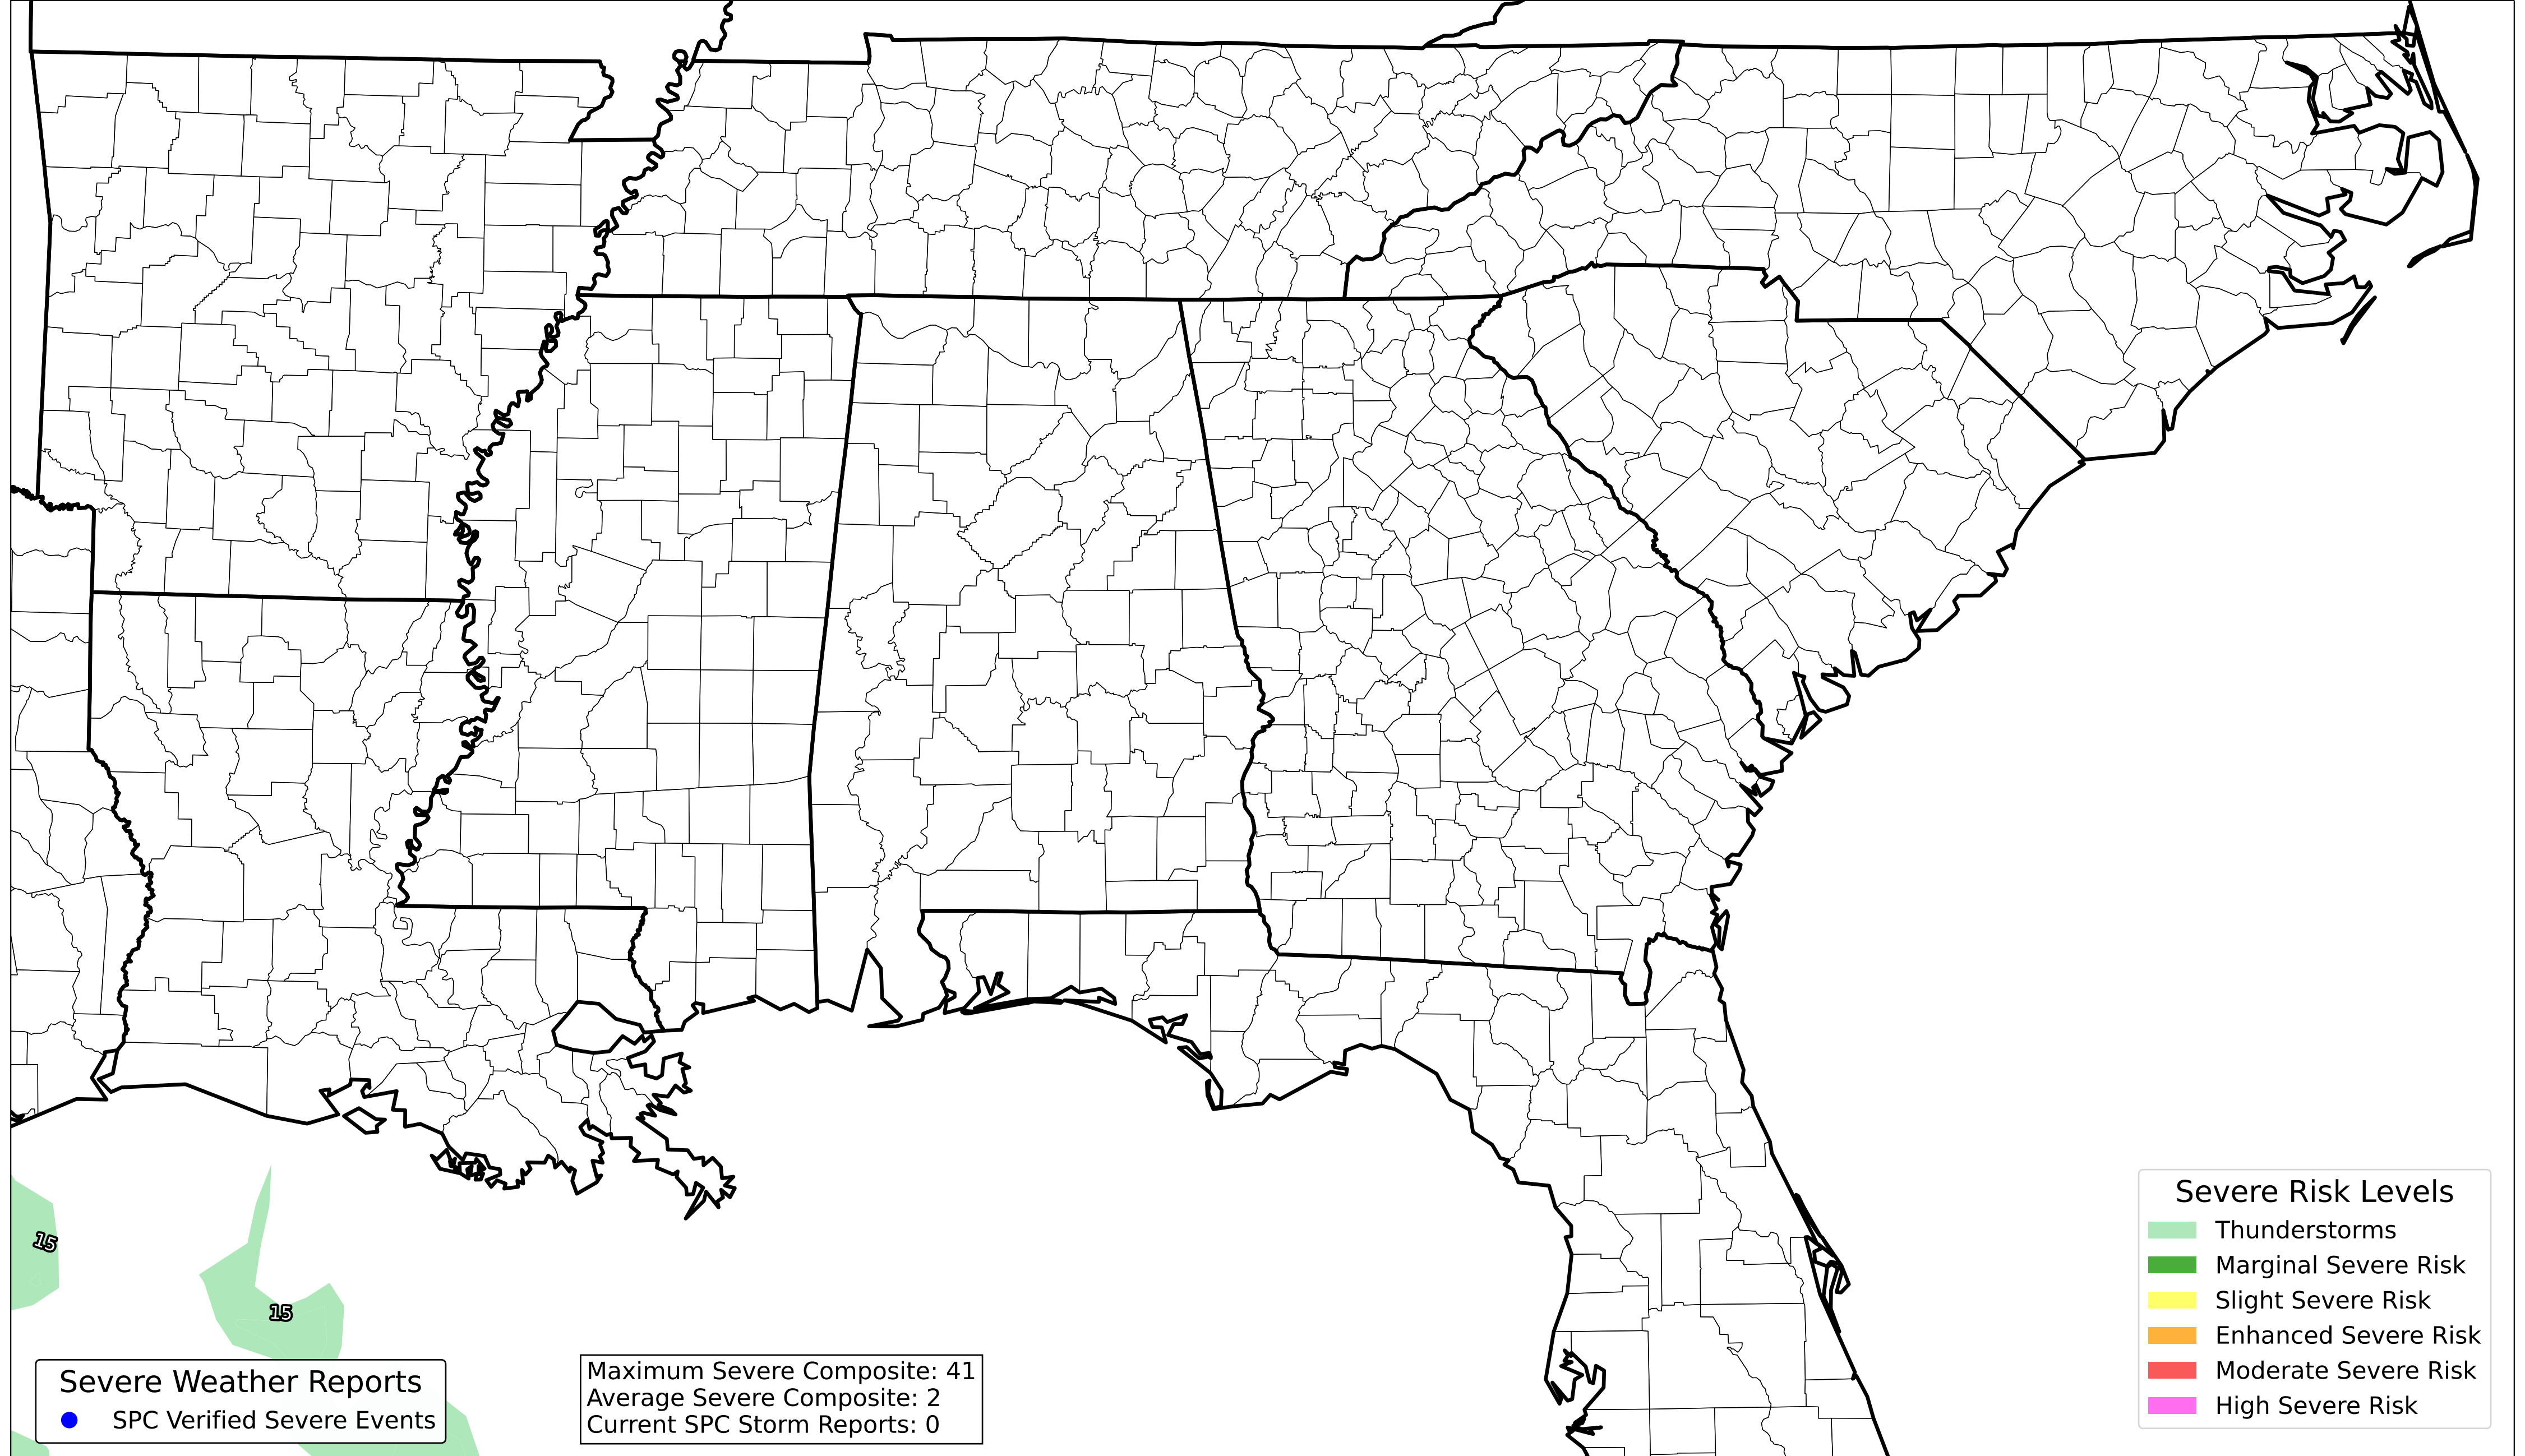 15
15
Severe Weather Reports
SPC Verified Severe Events
Maximum Severe Composite: 41
Average Severe Composite: 2
Current SPC Storm Reports: 0
Severe Risk Levels
Thunderstorms
Marginal Severe Risk
Slight Severe Risk
Enhanced Severe Risk
Moderate Severe Risk
High Severe Risk